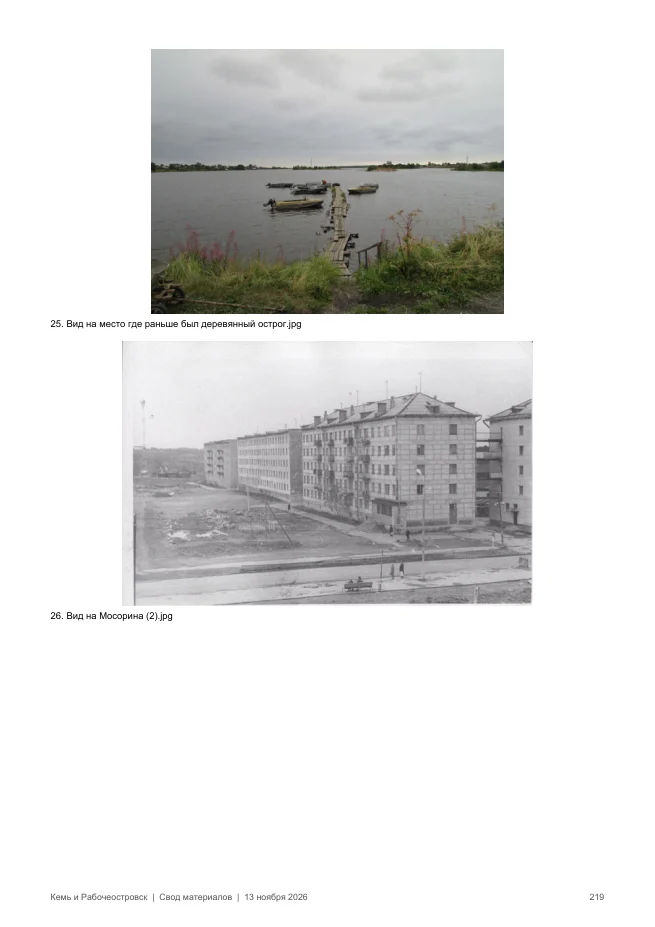 25. Вид на место где раньше был деревянный острог.jpg
26. Вид на Мосорина (2).jpg
Кемь и Рабочеостровск | Свод материалов | 13 ноября 2026
219